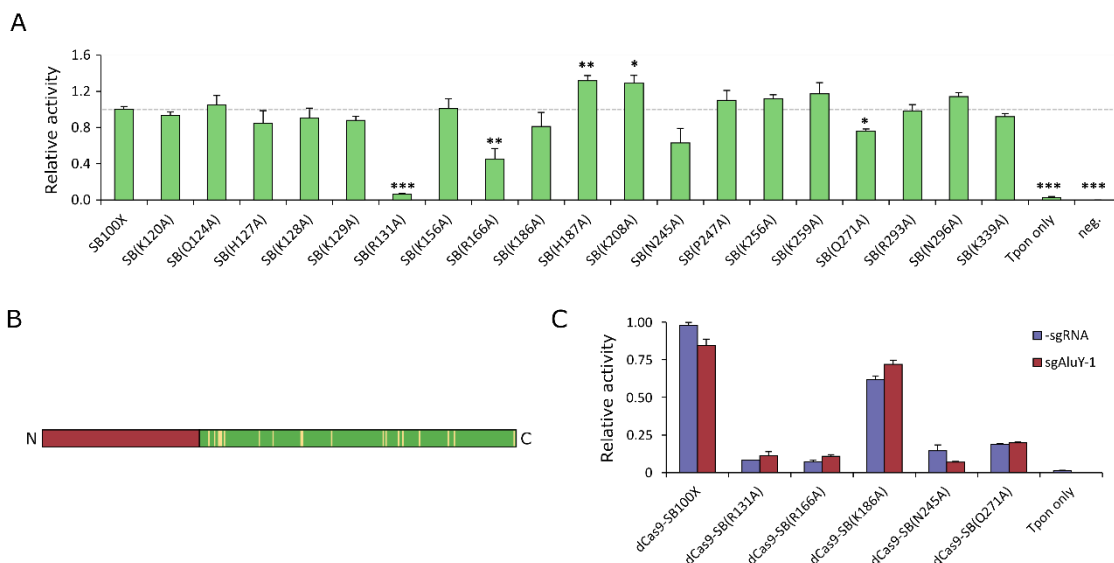 A
Relative activity
1.6
1.2
0.8
0.4
0.0
** * *** ** * *** ***
SB100X
SB(K120A)
SB(Q124A)
SB(H127A)
SB(K128A)
SB(K129A)
SB(R131A)
SB(K156A)
SB(R166A)
SB(K186A)
SB(H187A)
SB(K208A)
SB(N245A)
SB(P247A)
SB(K256A)
SB(K259A)
SB(Q271A)
SB(R293A)
SB(N296A)
SB(K339A)
Tpon only
neg.
B
N C
C
Relative activity
1.00
0.75
0.50
0.25
0
-sgRNA
sgAluY-1
dCas9-SB100X
dCas9-SB(R131A)
dCas9-SB(R166A)
dCas9-SB(K186A)
dCas9-SB(N245A)
dCas9-SB(Q271A)
Tpon only